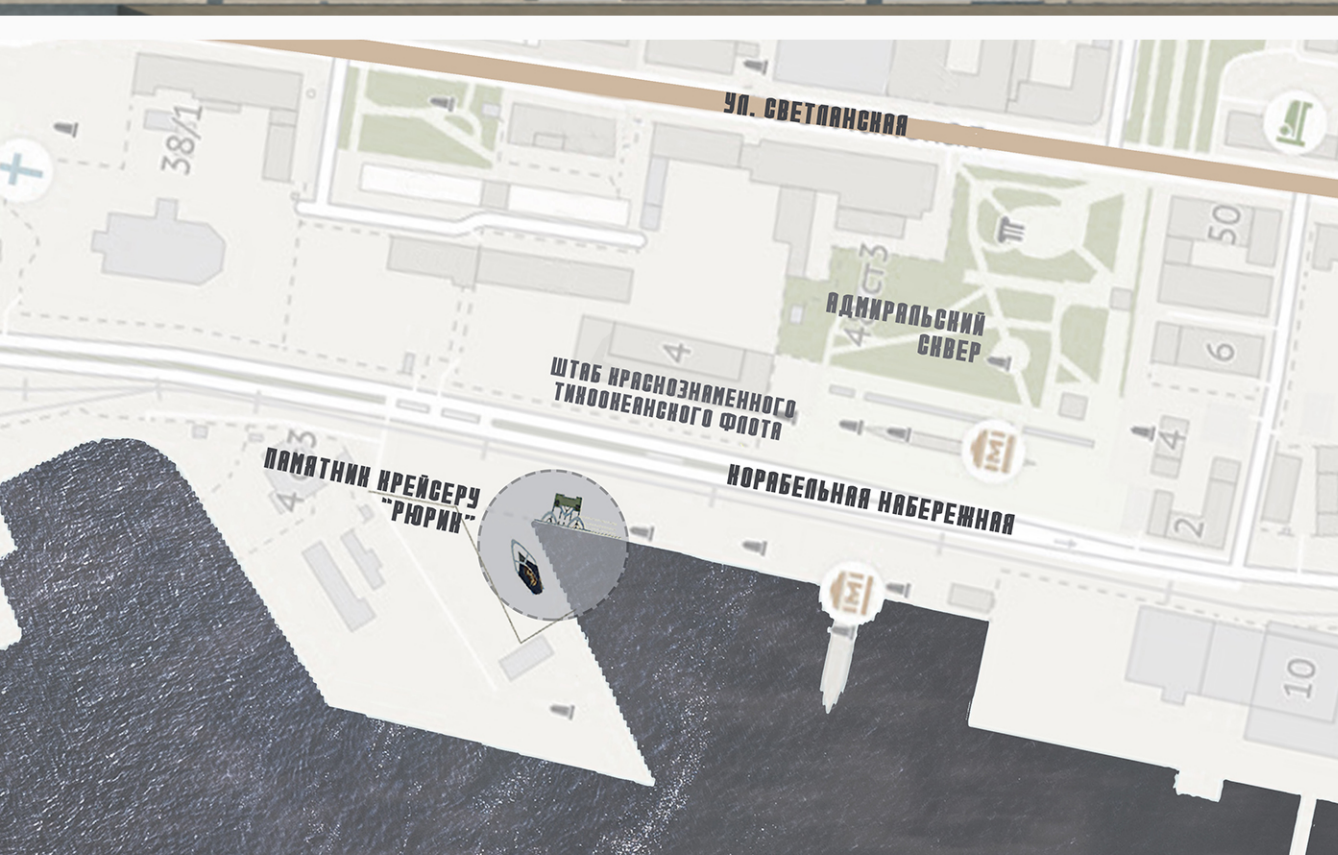 УЛ. СВЕТЛАНСКАЯ
38/1
50
АДМИРАЛЬСКИЙ
СКВЕР
6
4
ШТАБ КРАСНОЗНАМЕННОГО
ТИХООКЕАНСКОГО ФЛОТА
4
ПАМЯТНИК КРЕЙСЕРУ
"РЮРИК"
КОРАБЕЛЬНАЯ НАБЕРЕЖНАЯ
2
10